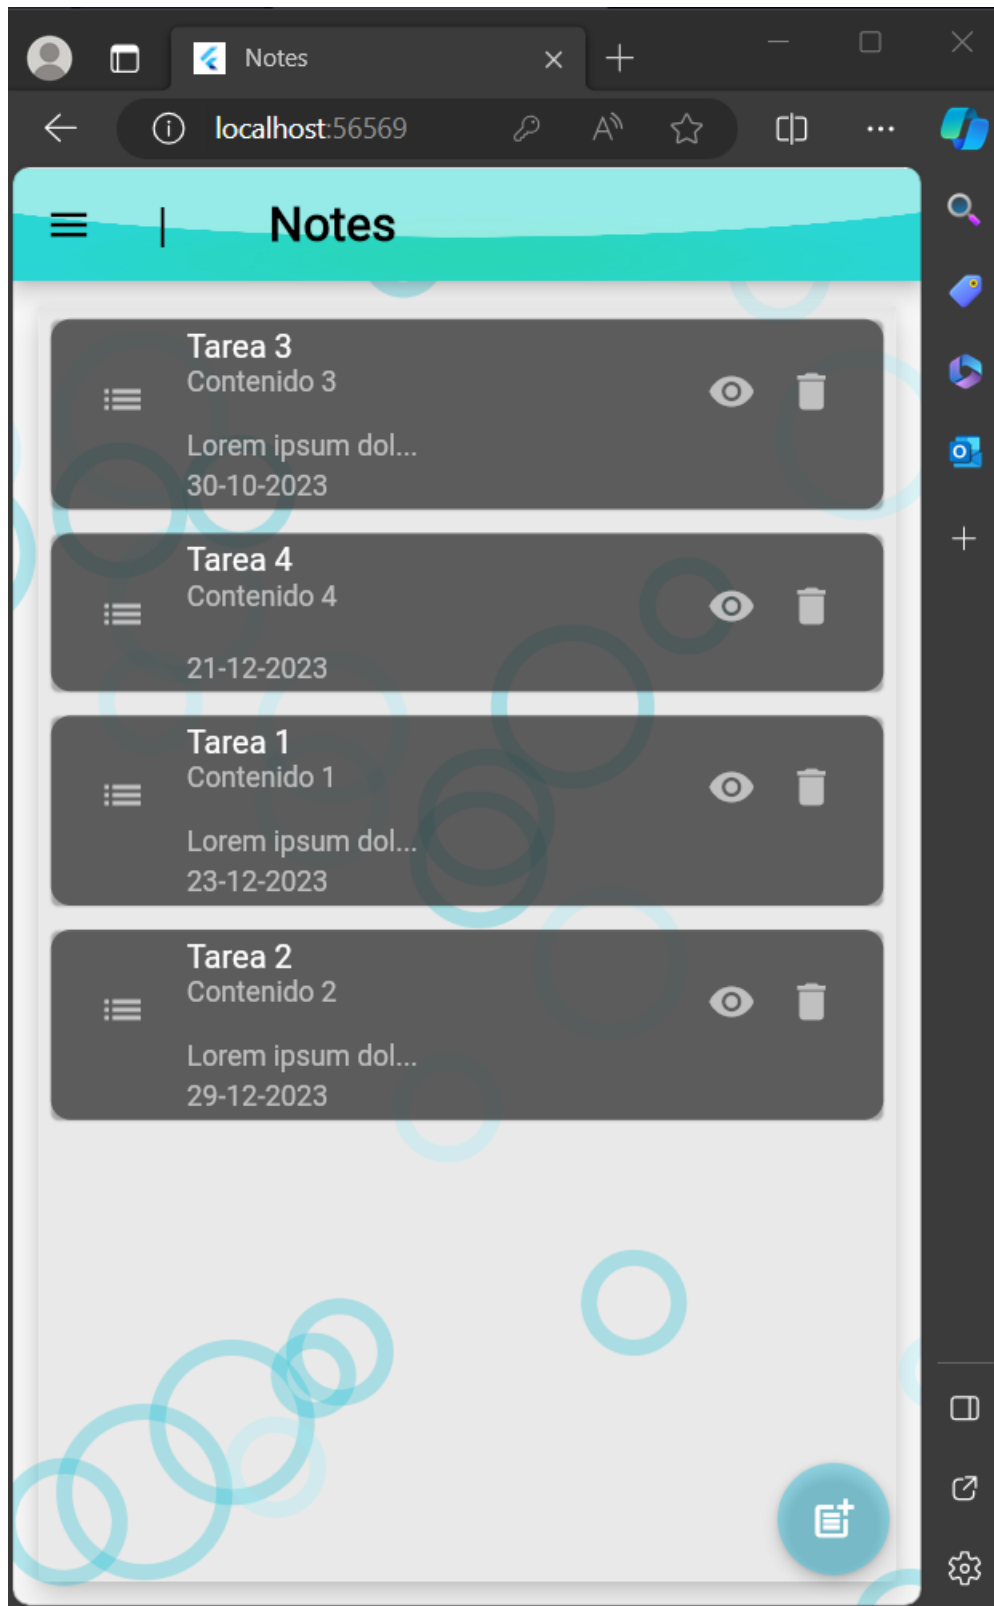 Notes
localhost:56569
Notes
Tarea 3
Contenido 3
Lorem ipsum dol...
30-10-2023
Tarea 4
Contenido 4
21-12-2023
Tarea 1
Contenido 1
Lorem ipsum dol...
23-12-2023
Tarea 2
Contenido 2
Lorem ipsum dol...
29-12-2023